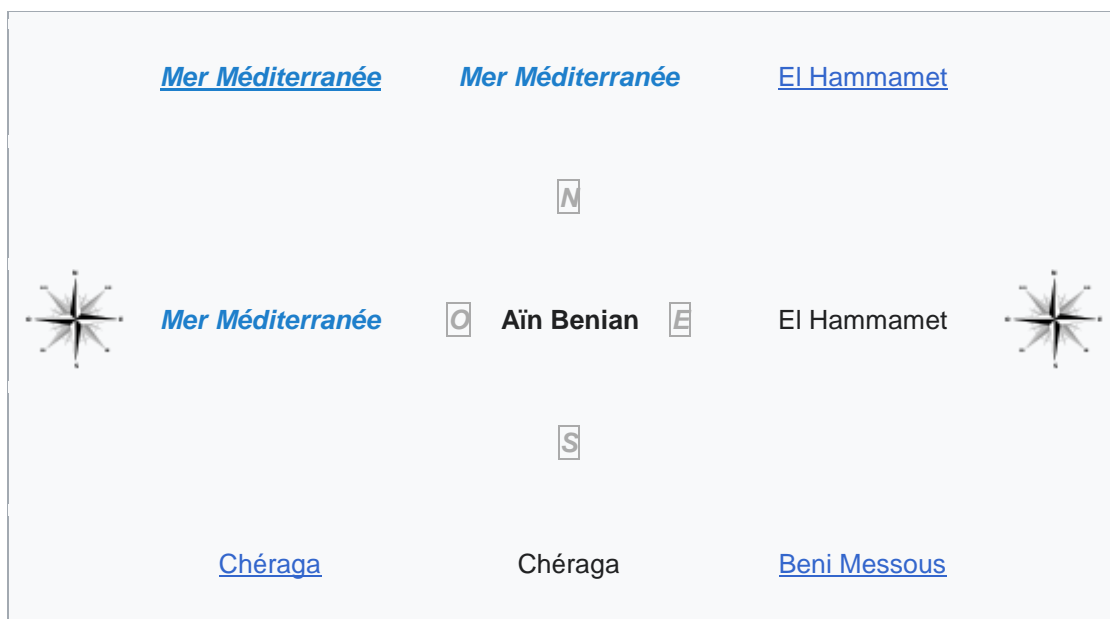 Mer Méditerranée Mer Méditerranée El Hammamet
N
Mer Méditerranée O Aïn Benian E El Hammamet
S
Chéraga Chéraga Beni Messous